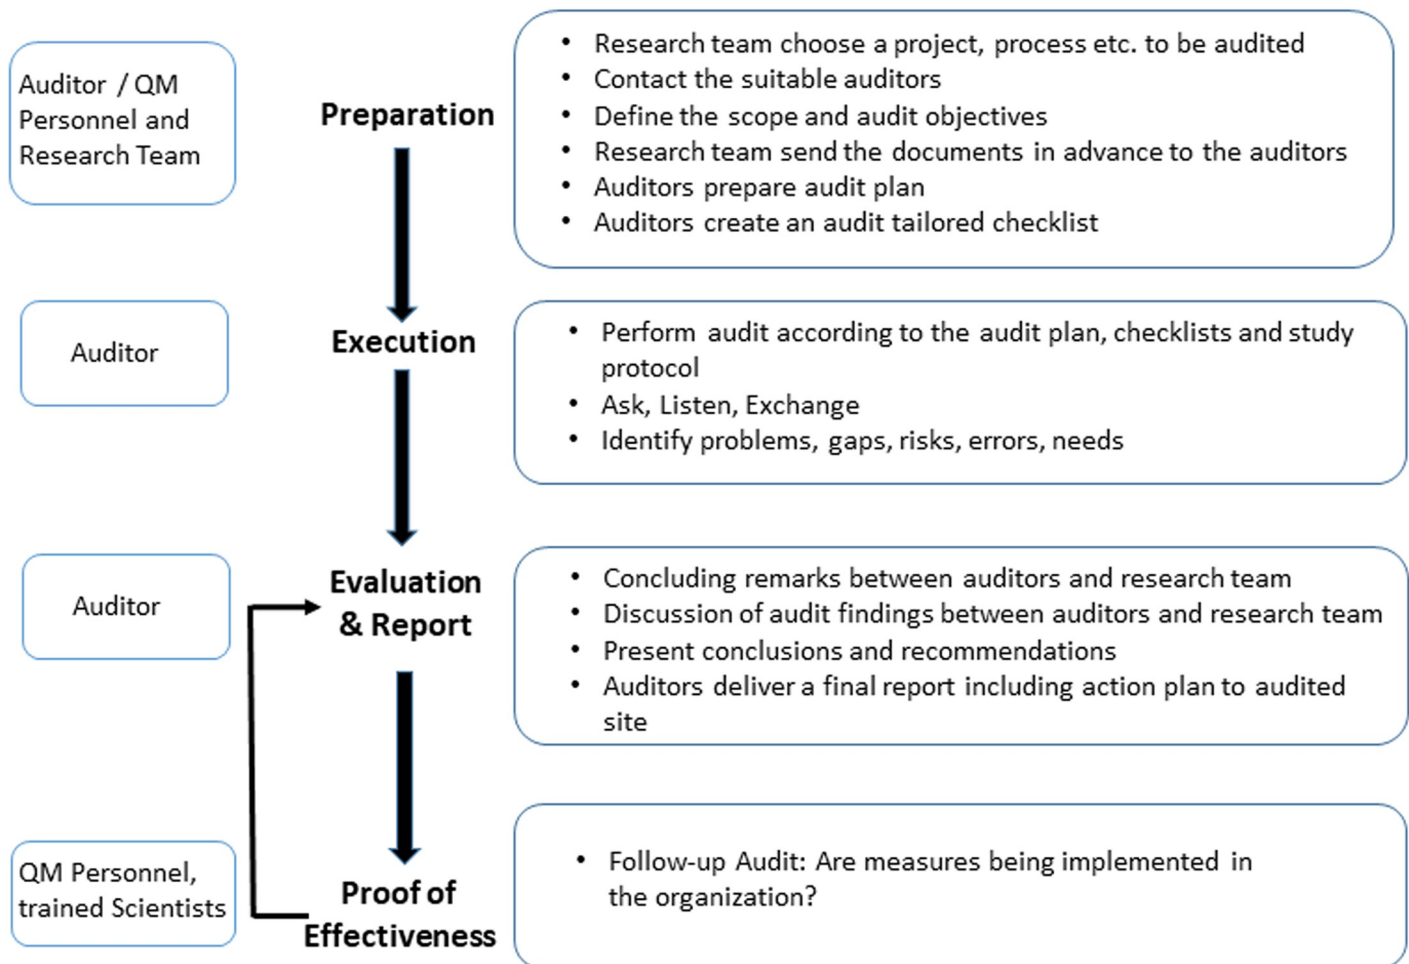 Auditor / QM
Personnel and
Research Team
Preparation
• Research team choose a project, process etc. to be audited
• Contact the suitable auditors
• Define the scope and audit objectives
• Research team send the documents in advance to the auditors
• Auditors prepare audit plan
• Auditors create an audit tailored checklist
Auditor
Execution
• Perform audit according to the audit plan, checklists and study
protocol
• Ask, Listen, Exchange
• Identify problems, gaps, risks, errors, needs
Auditor
Evaluation
& Report
• Concluding remarks between auditors and research team
• Discussion of audit findings between auditors and research team
• Present conclusions and recommendations
• Auditors deliver a final report including action plan to audited
site
QM Personnel,
trained Scientists
Proof of
Effectiveness
• Follow-up Audit: Are measures being implemented in
the organization?